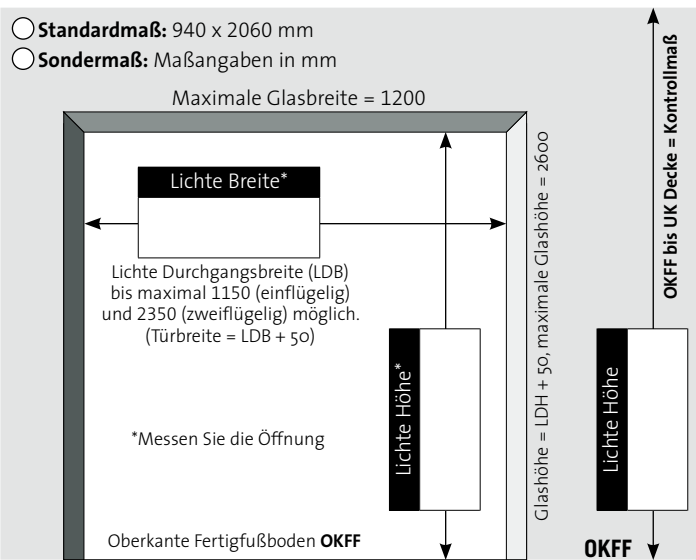 Standardmaß: 940 x 2060 mm
Sondermaß: Maßangaben in mm
Maximale Glasbreite = 1200
Lichte Breite*
Lichte Durchgangsbreite (LDB)
bis maximal 1150 (einflügelig)
und 2350 (zweiflügelig) möglich.
(Türbreite = LDB + 50)
*Messen Sie die Öffnung
Lichte Höhe*
Oberkante Fertigfußboden OKFF
Glashöhe = LDH + 50, maximale Glashöhe = 2600
OKFF bis UK Decke = Kontrollmaß
Lichte Höhe
OKFF